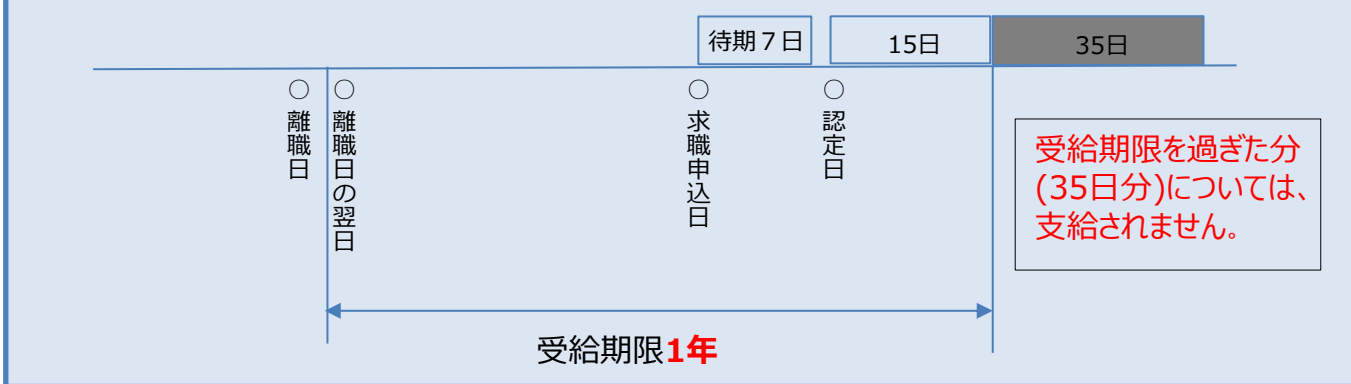 待期７日
15日
35日
○離職日
○離職日の翌日
○求職申込日
○認定日
受給期限を過ぎた分
(35日分)については、
支給されません。
受給期限1年